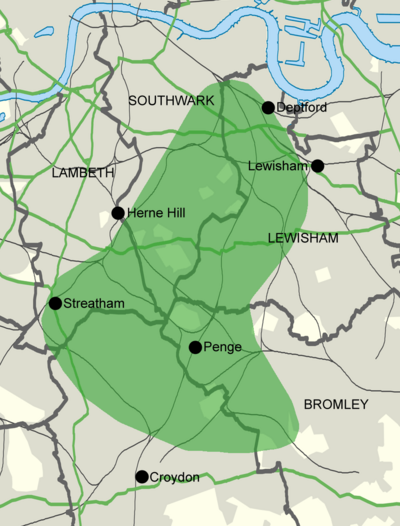 SOUTHWARK
Deptford
Lewisham
LAMBETH
Herne Hill
LEWISHAM
Streatham
Penge
BROMLEY
Croydon